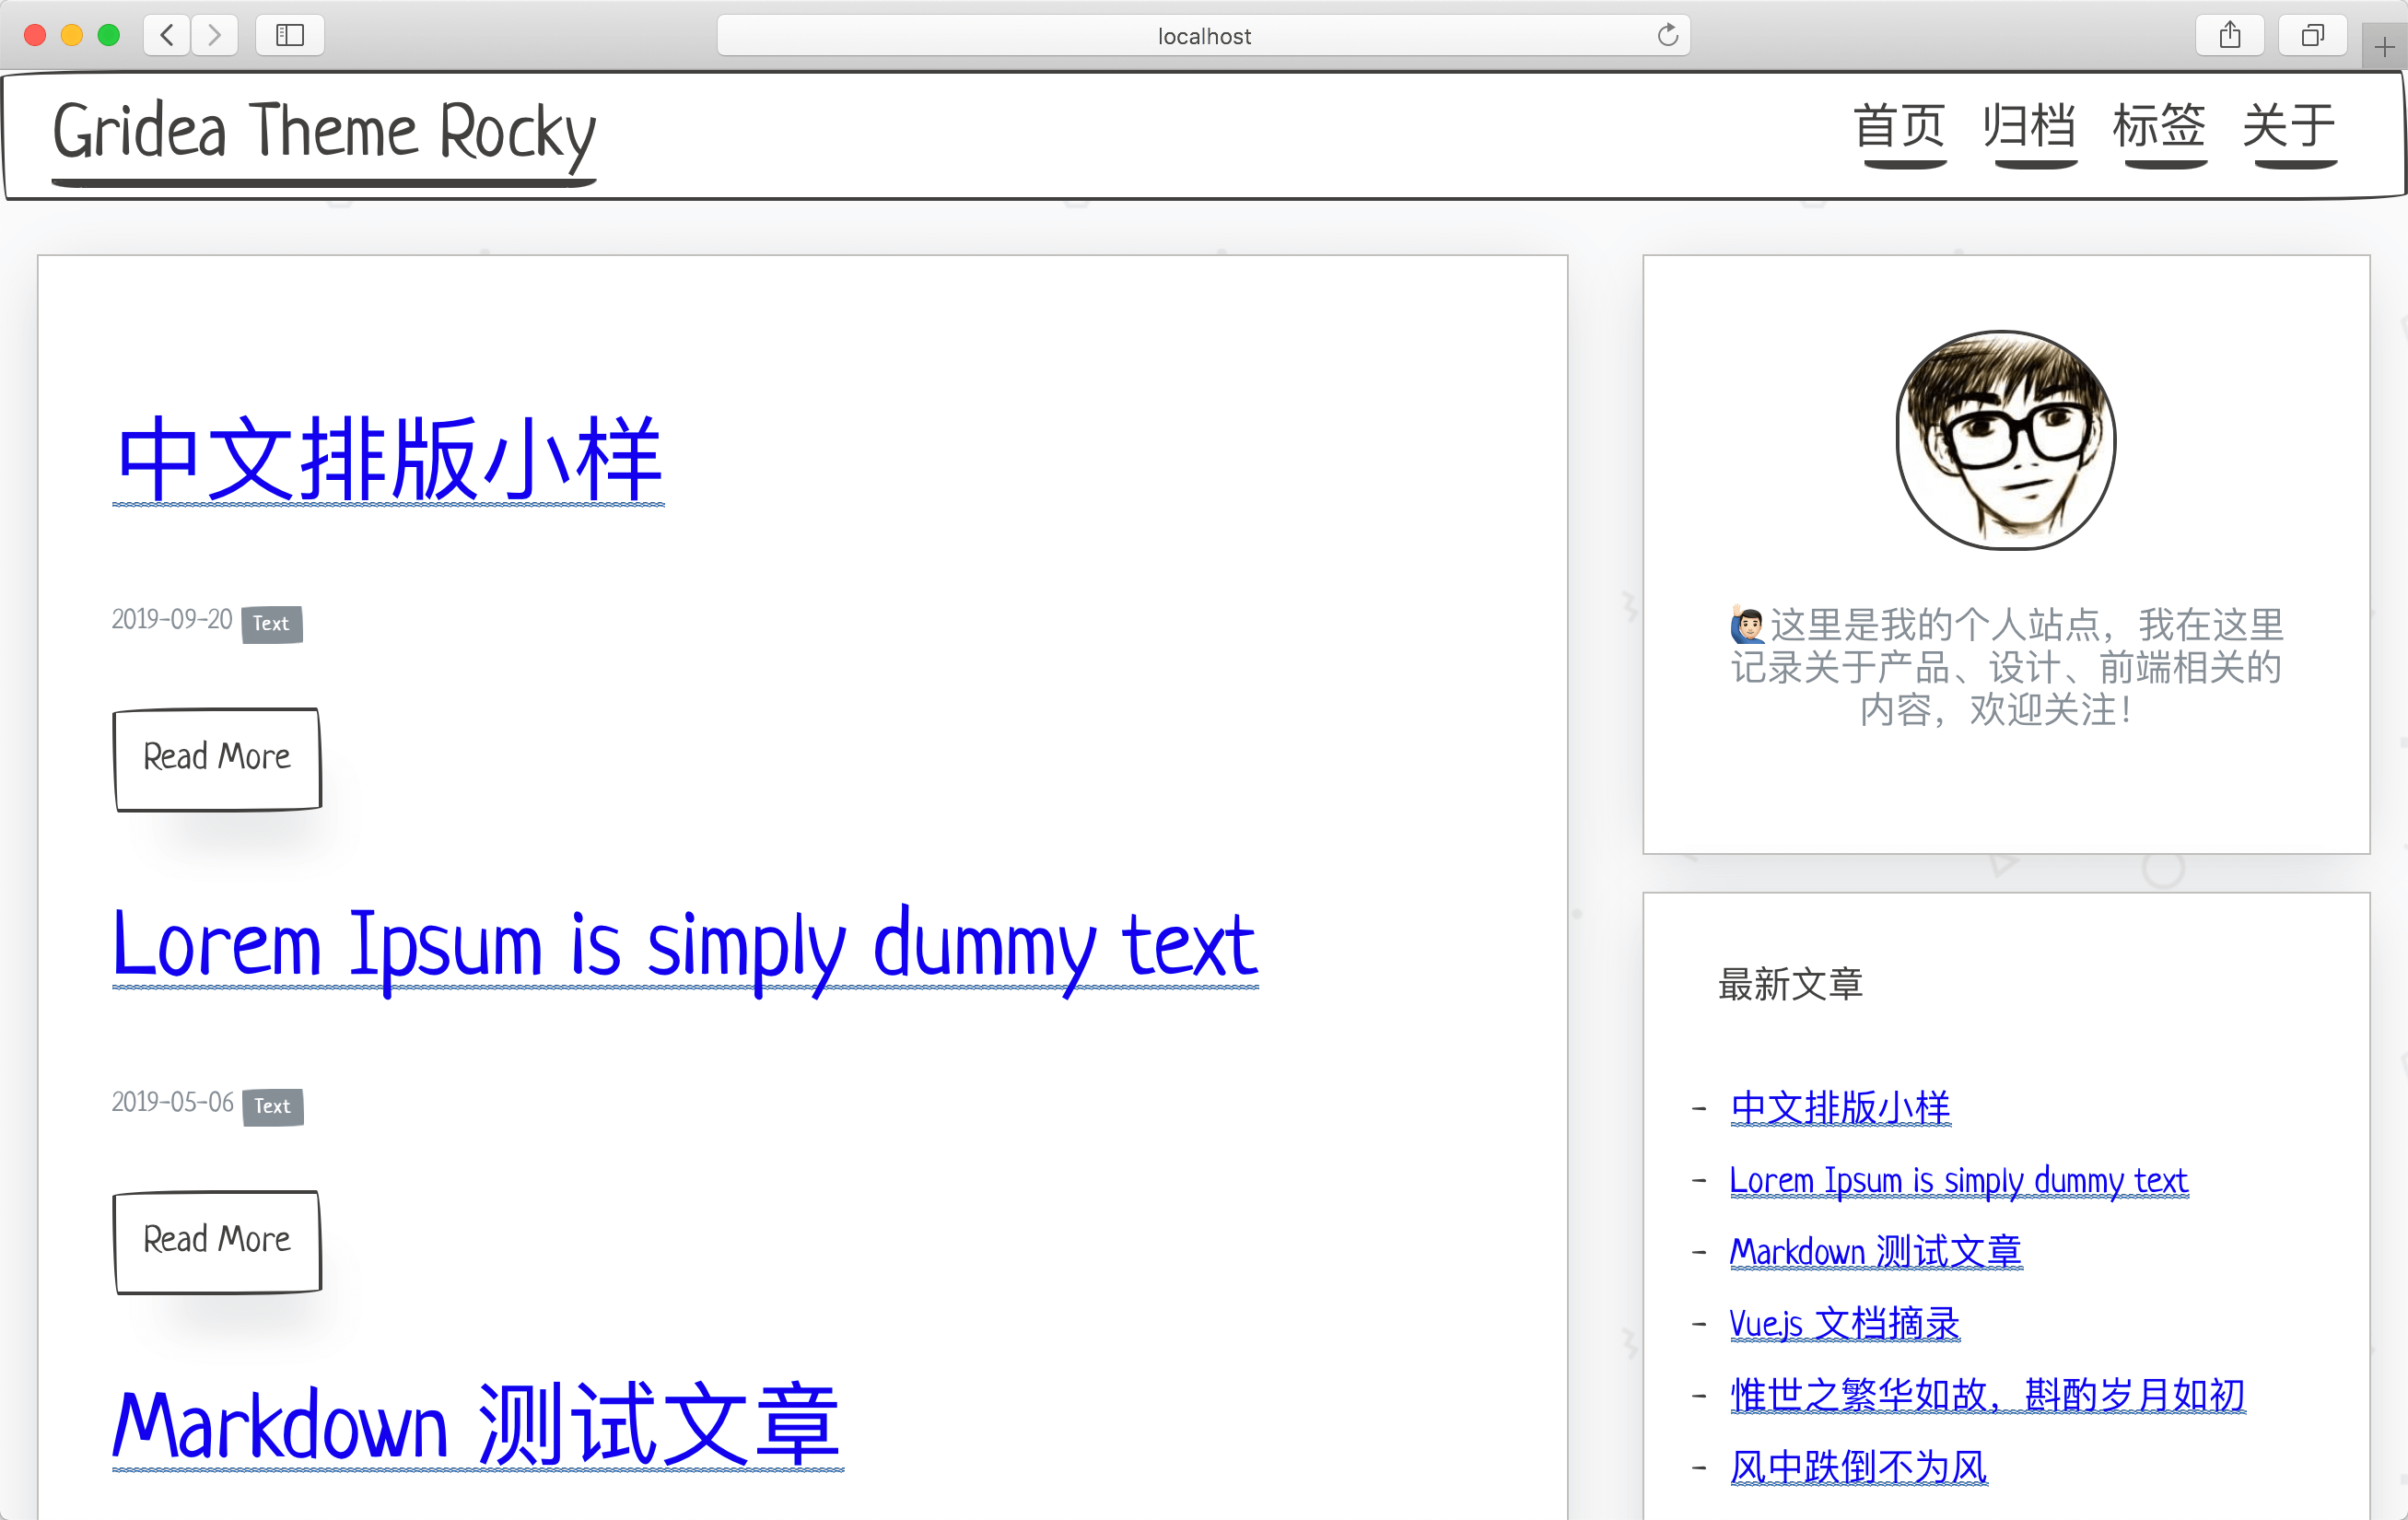 localhost
Gridea Theme Rocky
首页 归档 标签 关于
中文排版小样
2019-09-20 Text
Read More
Lorem Ipsum is simply dummy text
2019-05-06 Text
Read More
Markdown 测试文章
🙋🏻‍♂️这里是我的个人站点，我在这里
记录关于产品、设计、前端相关的
内容，欢迎关注！
最新文章
- 中文排版小样
- Lorem Ipsum is simply dummy text
- Markdown 测试文章
- Vue.js 文档摘录
- 惟世之繁华如故，斟酌岁月如初
- 风中跌倒不为风